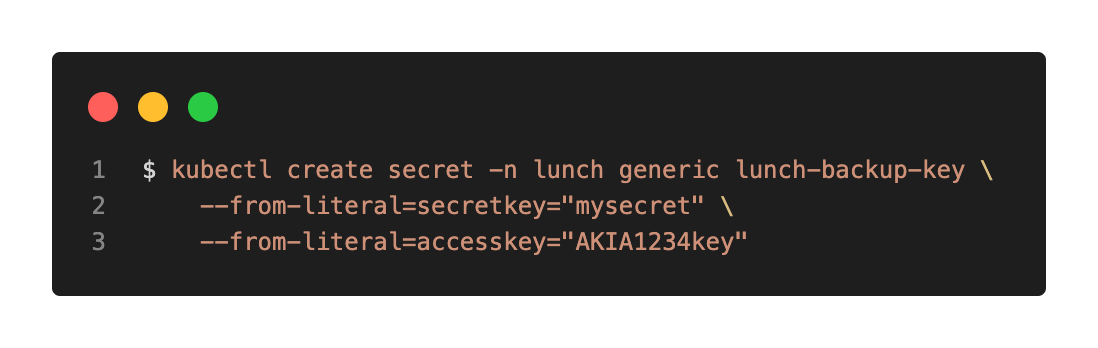 1 $ kubectl create secret -n lunch generic lunch-backup-key \
2 --from-literal=secretkey="mysecret" \
3 --from-literal=accesskey="AKIA1234key"